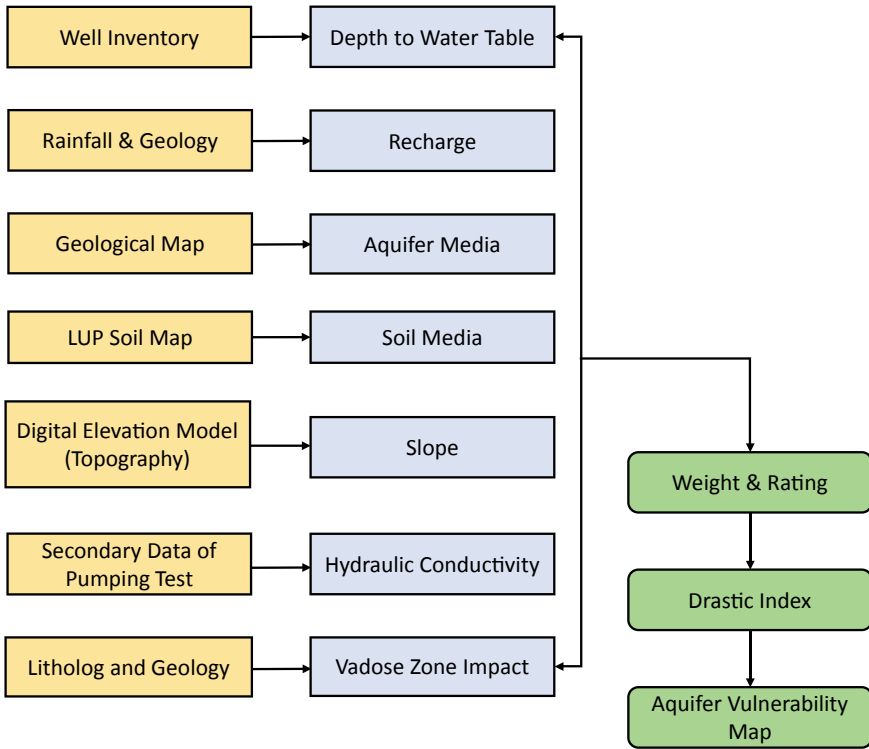 Well Inventory
Depth to Water Table
Rainfall & Geology
Recharge
Geological Map
Aquifer Media
LUP Soil Map
Soil Media
Digital Elevation Model
(Topography)
Slope
Weight & Rating
Secondary Data of
Pumping Test
Hydraulic Conductivity
Drastic Index
Litholog and Geology
Vadose Zone Impact
Aquifer Vulnerability
Map